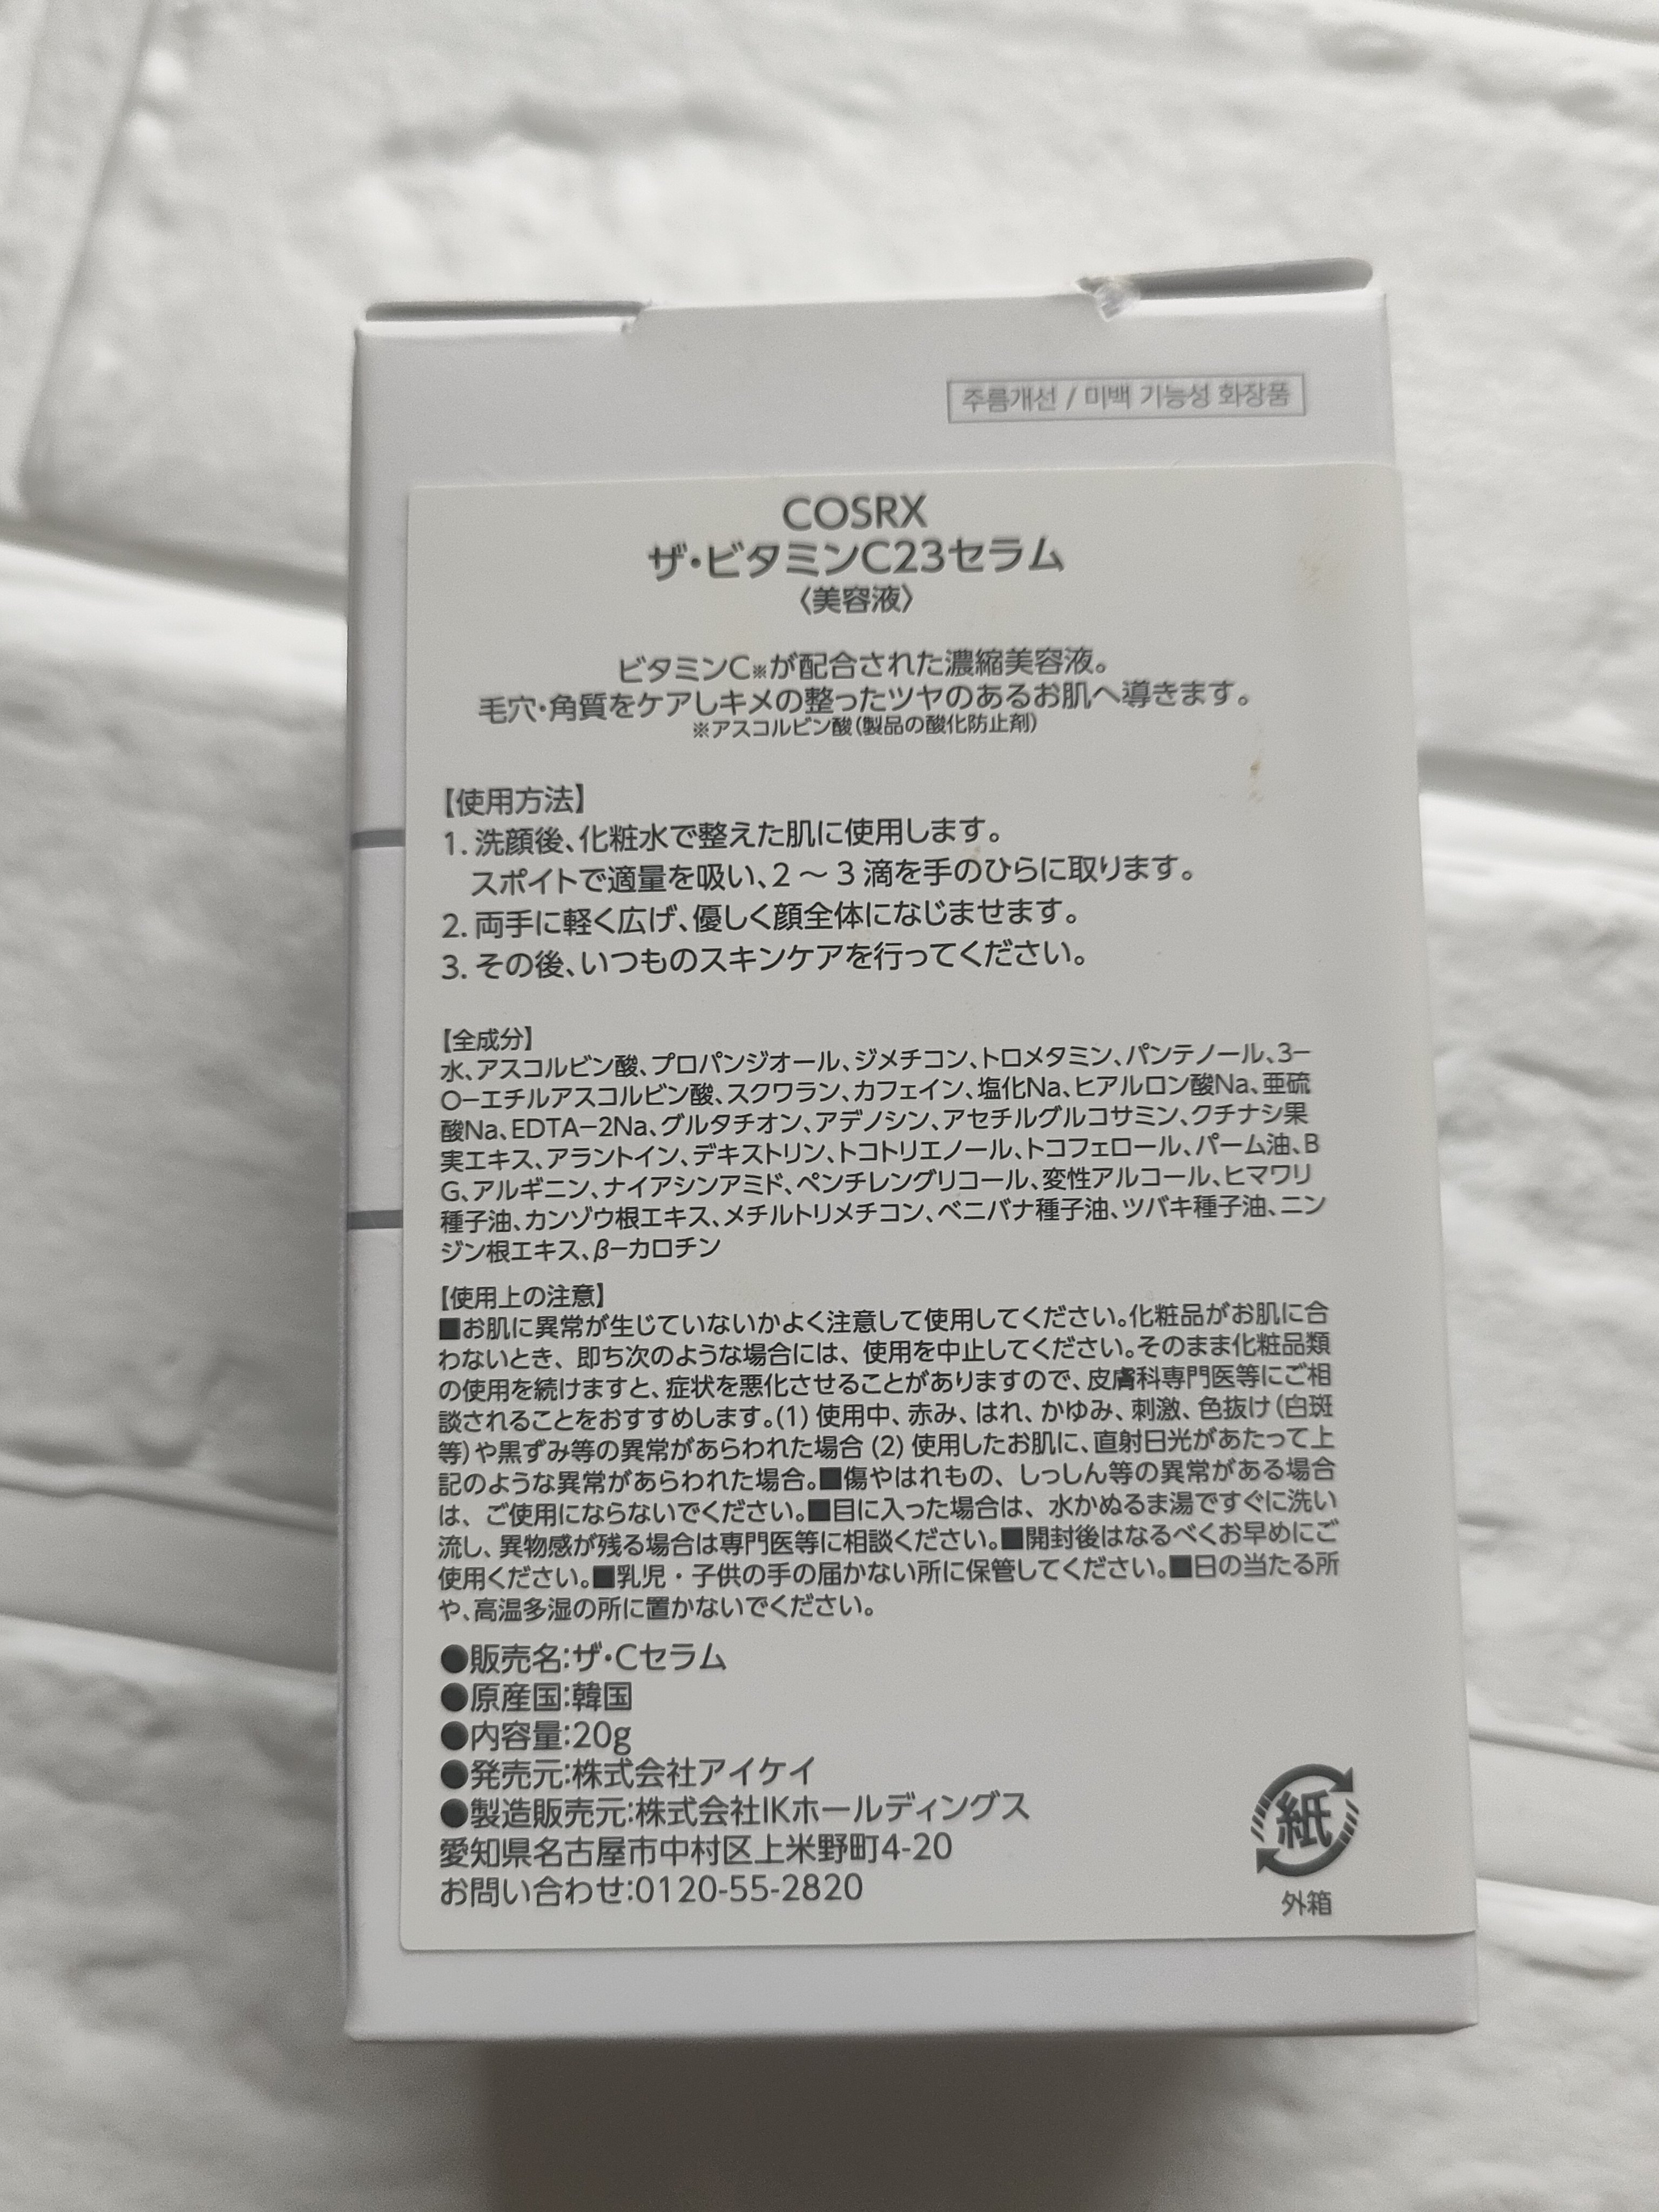 주름개선 / 미백 기능성 화장품
COSRX
ザ・ビタミンC23セラム
〈美容液〉
ビタミンC※が配合された濃縮美容液。
毛穴・角質をケアしキメの整ったツヤのあるお肌へ導きます。
※アスコルビン酸(製品の酸化防止剤)
【使用方法】
1. 洗顔後、化粧水で整えた肌に使用します。
スポイトで適量を吸い、2 〜 3 滴を手のひらに取ります。
2. 両手に軽く広げ、優しく顔全体になじませます。
3. その後、いつものスキンケアを行ってください。
【全成分】
水、アスコルビン酸、プロパンジオール、ジメチコン、トロメタミン、パンテノール、3ー
Oーエチルアスコルビン酸、スクワラン、カフェイン、塩化Na、ヒアルロン酸Na、亜硫
酸Na、EDTAー2Na、グルタチオン、アデノシン、アセチルグルコサミン、クチナシ果
実エキス、アラントイン、デキストリン、トコトリエノール、トコフェロール、パーム油、B
G、アルギニン、ナイアシンアミド、ペンチレングリコール、変性アルコール、ヒマワリ
種子油、カンゾウ根エキス、メチルトリメチコン、ベニバナ種子油、ツバキ種子油、ニン
ジン根エキス、βーカロチン
【使用上の注意】
■お肌に異常が生じていないかよく注意して使用してください。化粧品がお肌に合
わないとき、即ち次のような場合には、使用を中止してください。そのまま化粧品類
の使用を続けますと、症状を悪化させることがありますので、皮膚科専門医等にご相
談されることをおすすめします。(1) 使用中、赤み、はれ、かゆみ、刺激、色抜け(白斑
等)や黒ずみ等の異常があらわれた場合 (2) 使用したお肌に、直射日光があたって上
記のような異常があらわれた場合。■傷やはれもの、しっしん等の異常がある場合
は、ご使用にならないでください。■目に入った場合は、水かぬるま湯ですぐに洗い
流し、異物感が残る場合は専門医等に相談ください。■開封後はなるべくお早めにご
使用ください。■乳児・子供の手の届かない所に保管してください。■日の当たる所
や、高温多湿の所に置かないでください。
●販売名:ザ・Cセラム
●原産国:韓国
●内容量:20g
●発売元:株式会社アイケイ
●製造販売元:株式会社IKホールディングス
愛知県名古屋市中村区上米野町4-20
お問い合わせ:0120-55-2820
紙
外箱